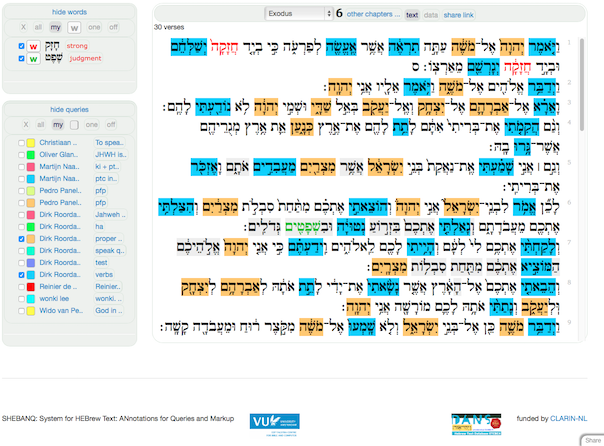 hide words
X all my w one off
w חזק strong
w שפט judgment
hide queries
X all my one off
Christiaan .. To spea..
Oliver Glan.. JHWH is..
Martijn Naa.. ki + pt..
Martijn Naa.. ptc in..
Pedro Panel.. pfp
Pedro Panel.. pfp
Dirk Roorda.. Jahweh ..
Dirk Roorda.. ha
Dirk Roorda.. proper ..
Dirk Roorda.. speak q..
Dirk Roorda.. test
Dirk Roorda.. verbs
Reinier de .. Reinier..
wonki lee wonki. ..
Wido van Pe.. God in ..
Exodus 6 other chapters ... text data share link
30 verses
1 וַיֹּ֤אמֶר יְהוָה֙ אֶל־מֹשֶׁ֔ה עַתָּ֣ה תִרְאֶ֔ה אֲשֶׁ֥ר אֶֽעֱשֶׂ֖ה לְפַרְעֹ֑ה כִּ֣י בְיָ֤ד חֲזָקָה֙ יְשַׁלְּחֵ֔ם
וּבְיָ֣ד חֲזָקָ֔ה יְגָרְשֵׁ֖ם מֵאַרְצֽוֹ׃ ס
2 וַיְדַבֵּ֥ר אֱלֹהִ֖ים אֶל־מֹשֶׁ֑ה וַיֹּ֥אמֶר אֵלָ֖יו אֲנִ֥י יְהוָֽה׃
3 וָאֵרָ֗א אֶל־אַבְרָהָ֛ם אֶל־יִצְחָ֥ק וְאֶֽל־יַעֲקֹ֖ב בְּאֵ֣ל שַׁדָּ֑י וּשְׁמִ֣י יְהוָ֔ה לֹ֥א נוֹדַ֖עְתִּי לָהֶֽם׃
4 וְגַ֨ם הֲקִמֹ֤תִי אֶת־בְּרִיתִי֙ אִתָּ֔ם לָתֵ֥ת לָהֶ֖ם אֶת־אֶ֣רֶץ כְּנָ֑עַן אֵ֛ת אֶ֥רֶץ מְגֻרֵיהֶ֖ם
אֲשֶׁר־גָּ֥רוּ בָֽהּ׃
5 וְגַ֣ם ׀ אֲנִ֣י שָׁמַ֗עְתִּי אֶֽת־נַאֲקַת֙ בְּנֵ֣י יִשְׂרָאֵ֔ל אֲשֶׁ֥ר מִצְרַ֖יִם מַעֲבִדִ֣ים אֹתָ֑ם וָאֶזְכֹּ֖ר
אֶת־בְּרִיתִֽי׃
6 לָכֵ֞ן אֱמֹ֥ר לִבְנֵֽי־יִשְׂרָאֵל֮ אֲנִ֣י יְהוָה֒ וְהוֹצֵאתִ֣י אֶתְכֶ֗ם מִתַּ֨חַת֙ סִבְלֹ֣ת מִצְרַ֔יִם וְהִצַּלְתִּ֥י
אֶתְכֶ֖ם מֵעֲבֹדָתָ֑ם וְגָאַלְתִּ֤י אֶתְכֶם֙ בִּזְר֣וֹעַ נְטוּיָ֔ה וּבִשְׁפָטִ֖ים גְּדֹלִֽים׃
7 וְלָקַחְתִּ֨י אֶתְכֶ֥ם לִי֙ לְעָ֔ם וְהָיִ֥יתִי לָכֶ֖ם לֵֽאלֹהִ֑ים וִֽידַעְתֶּ֗ם כִּ֣י אֲנִ֤י יְהוָה֙ אֱלֹ֣הֵיכֶ֔ם
הַמּוֹצִ֣יא אֶתְכֶ֔ם מִתַּ֖חַת סִבְל֥וֹת מִצְרָֽיִם׃
8 וְהֵבֵאתִ֤י אֶתְכֶם֙ אֶל־הָאָ֔רֶץ אֲשֶׁ֤ר נָשָׂ֨אתִי֙ אֶת־יָדִ֔י לָתֵ֣ת אֹתָ֔הּ לְאַבְרָהָ֥ם לְיִצְחָ֖ק
וּֽלְיַעֲקֹ֑ב וְנָתַתִּ֨י אֹתָ֥הּ לָכֶ֛ם מוֹרָשָׁ֖ה אֲנִ֥י יְהוָֽה׃
9 וַיְדַבֵּ֥ר מֹשֶׁ֛ה כֵּ֖ן אֶל־בְּנֵ֣י יִשְׂרָאֵ֑ל וְלֹ֤א שָֽׁמְעוּ֙ אֶל־מֹשֶׁ֔ה מִקֹּ֣צֶר ר֔וּחַ וּמֵעֲבֹדָ֖ה קָשָֽׁה׃
SHEBANQ: System for HEBrew Text: ANnotations for Queries and Markup
VU
DANS
funded by CLARIN-NL
Share